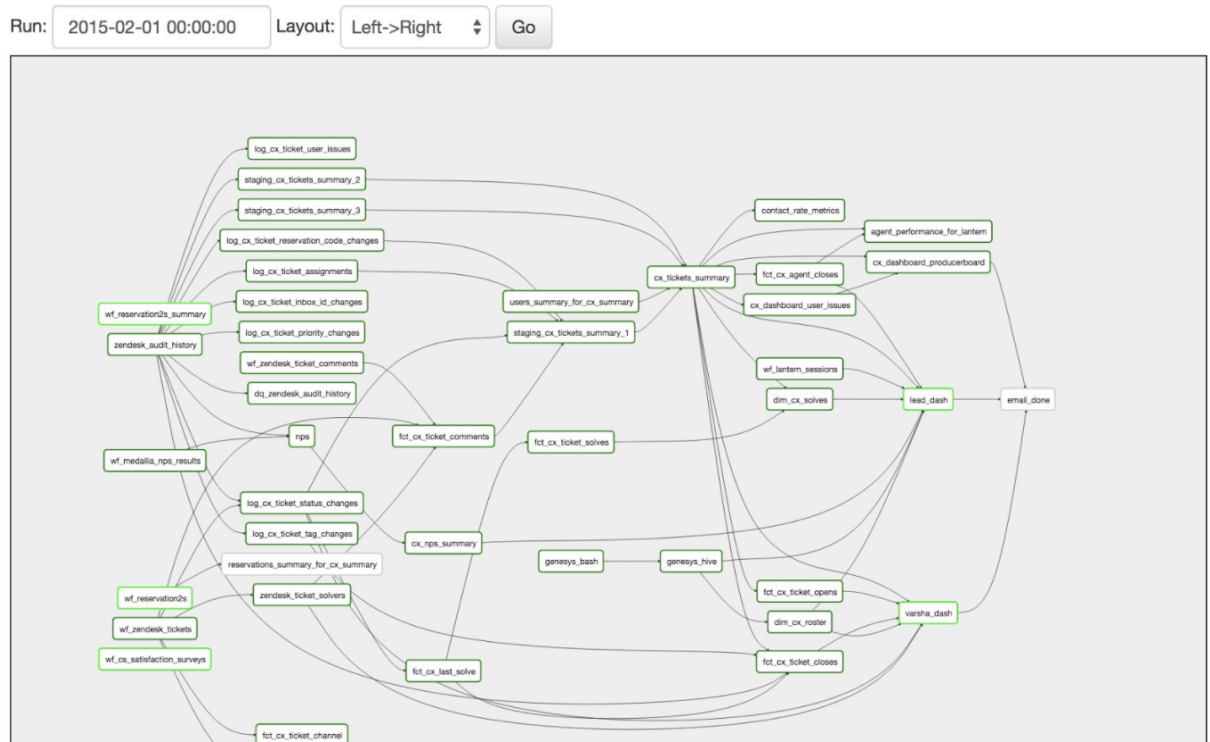 Run: 2015-02-01 00:00:00 Layout: Left->Right Go
log_cx_ticket_user_issues
staging_cx_tickets_summary_2
staging_cx_tickets_summary_3
contact_rate_metrics
agent_performance_for_lantern
log_cx_ticket_reservation_code_changes
cx_dashboard_producerboard
log_cx_ticket_assignments
cx_tickets_summary
fct_cx_agent_closes
log_cx_ticket_inbox_id_changes
users_summary_for_cx_summary
cx_dashboard_user_issues
wf_reservation2s_summary
log_cx_ticket_priority_changes
staging_cx_tickets_summary_1
zendesk_audit_history
wf_zendesk_ticket_comments
wf_lantern_sessions
dq_zendesk_audit_history
dim_cx_solves
lead_dash
email_done
nps
fct_cx_ticket_comments
fct_cx_ticket_solves
wf_medallia_nps_results
log_cx_ticket_status_changes
log_cx_ticket_tag_changes
cx_nps_summary
reservations_summary_for_cx_summary
genesys_bash
genesys_hive
wf_reservation2s
zendesk_ticket_solvers
fct_cx_ticket_opens
varsha_dash
wf_zendesk_tickets
dim_cx_roster
wf_cs_satisfaction_surveys
fct_cx_last_solve
fct_cx_ticket_closes
fct_cx_ticket_channel